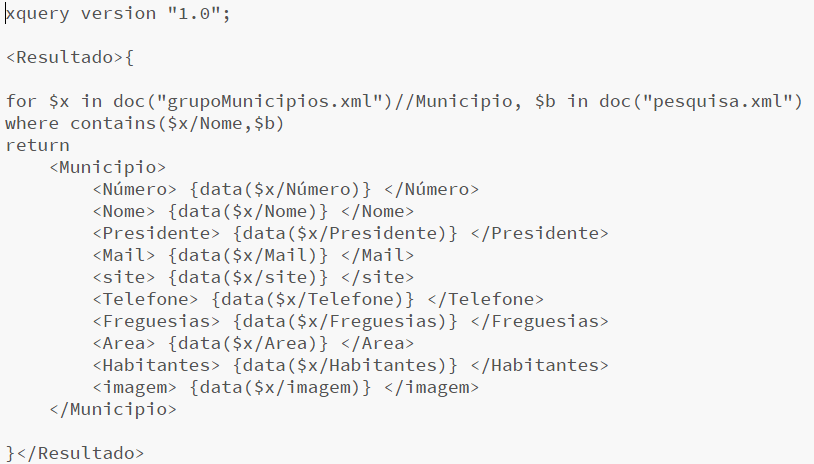 xquery version "1.0";
<Resultado>{
for $x in doc("grupoMunicipios.xml")//Municipio, $b in doc("pesquisa.xml")
where contains($x/Nome,$b)
return
<Municipio>
<Número> {data($x/Número)} </Número>
<Nome> {data($x/Nome)} </Nome>
<Presidente> {data($x/Presidente)} </Presidente>
<Mail> {data($x/Mail)} </Mail>
<site> {data($x/site)} </site>
<Telefone> {data($x/Telefone)} </Telefone>
<Freguesias> {data($x/Freguesias)} </Freguesias>
<Area> {data($x/Area)} </Area>
<Habitantes> {data($x/Habitantes)} </Habitantes>
<imagem> {data($x/imagem)} </imagem>
</Municipio>
}</Resultado>